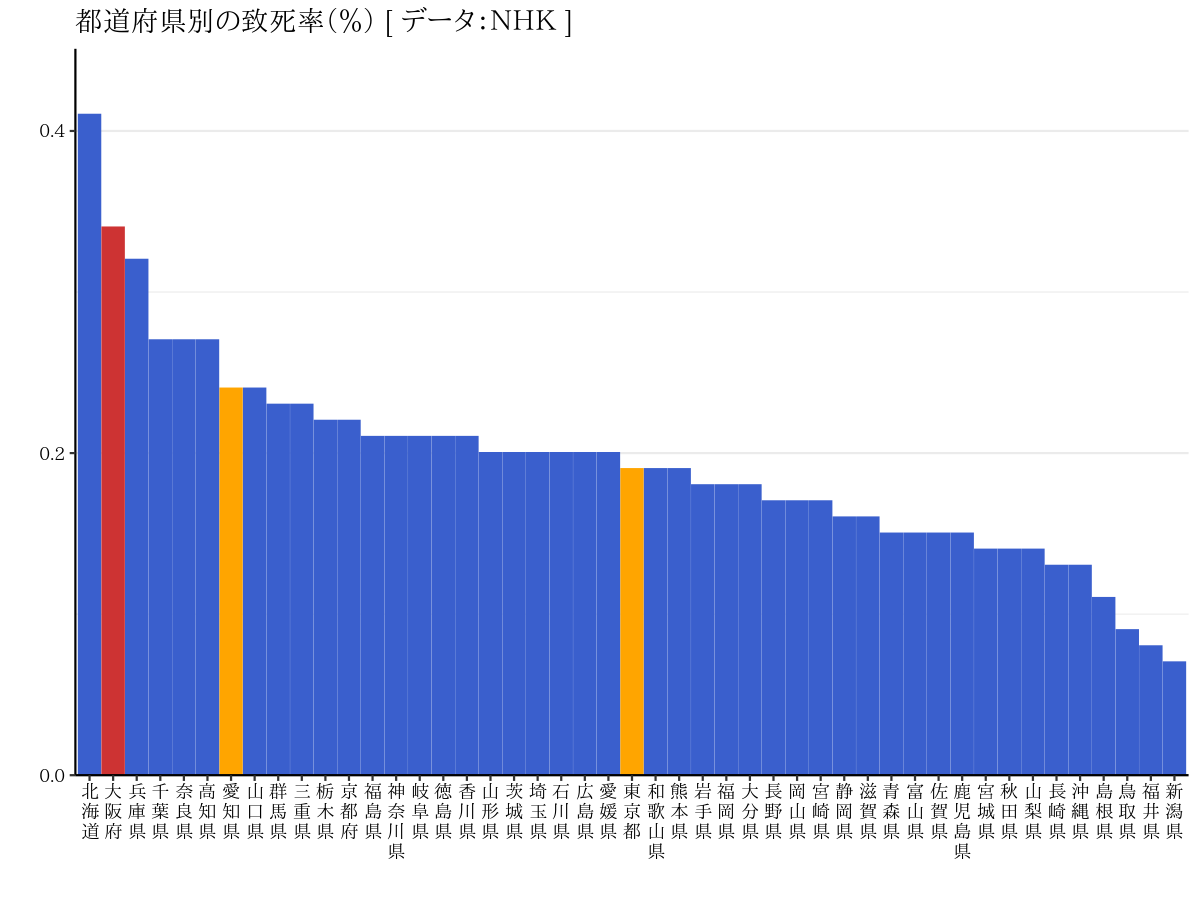 都道府県別の致死率(%) [ データ:NHK ]
0.4
0.2
0.0
北海道
大阪府
兵庫県
千葉県
奈良県
高知県
愛知県
山口県
群馬県
三重県
栃木県
京都府
福島県
神奈川県
岐阜県
徳島県
香川県
山形県
茨城県
埼玉県
石川県
広島県
愛媛県
東京都
和歌山県
熊本県
岩手県
福岡県
大分県
長野県
岡山県
宮崎県
静岡県
滋賀県
青森県
富山県
佐賀県
鹿児島県
宮城県
秋田県
山梨県
長崎県
沖縄県
島根県
鳥取県
福井県
新潟県